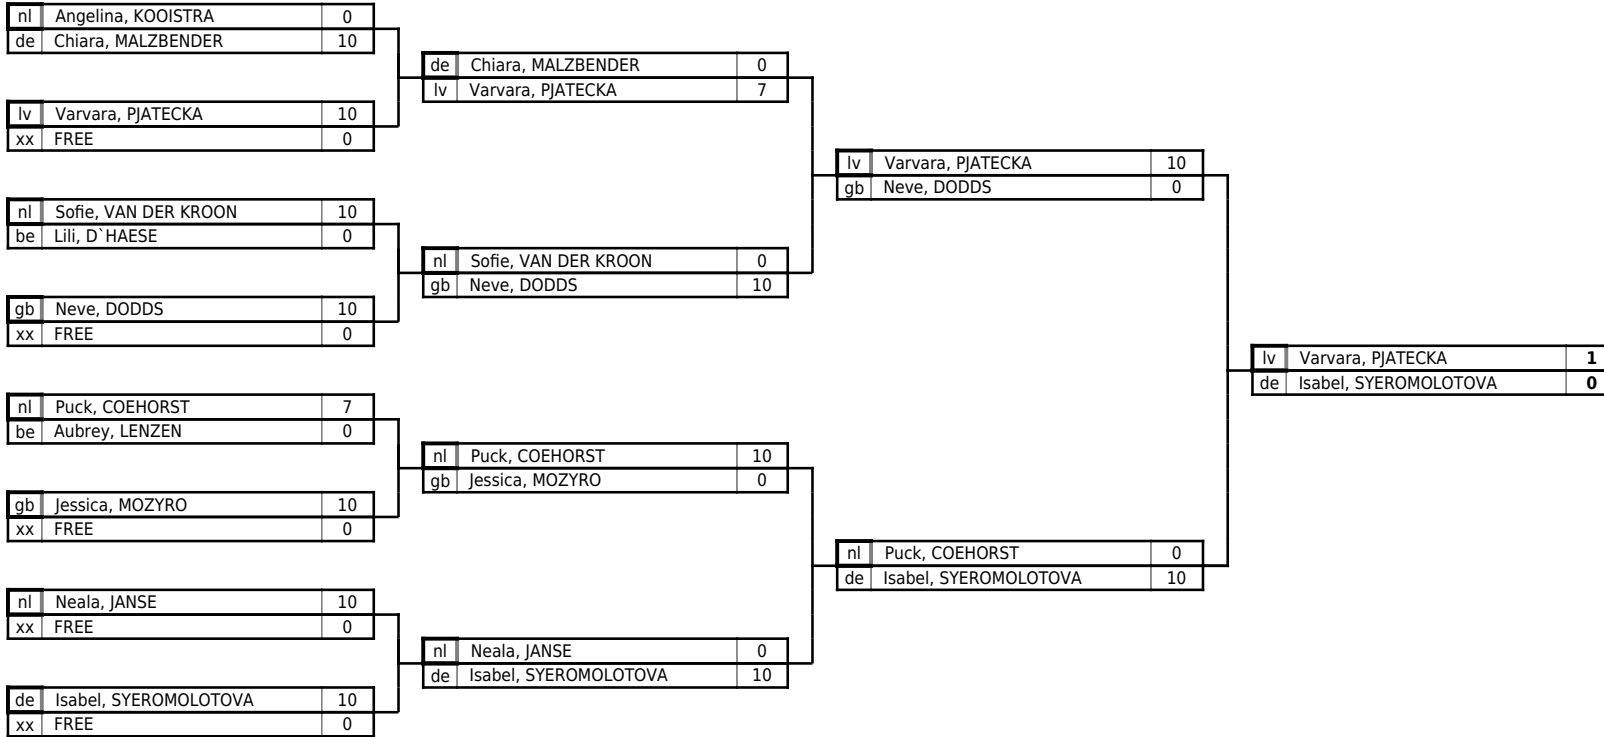 nl Angelina, KOOISTRA 0
de Chiara, MALZBENDER 10
lv Varvara, PJATECKA 10
xx FREE 0
nl Sofie, VAN DER KROON 10
be Lili, D`HAESE 0
gb Neve, DODDS 10
xx FREE 0
nl Puck, COEHORST 7
be Aubrey, LENZEN 0
gb Jessica, MOZYRO 10
xx FREE 0
nl Neala, JANSE 10
xx FREE 0
de Isabel, SYEROMOLOTOVA 10
xx FREE 0
de Chiara, MALZBENDER 0
lv Varvara, PJATECKA 7
nl Sofie, VAN DER KROON 0
gb Neve, DODDS 10
nl Puck, COEHORST 10
gb Jessica, MOZYRO 0
nl Neala, JANSE 0
de Isabel, SYEROMOLOTOVA 10
lv Varvara, PJATECKA 10
gb Neve, DODDS 0
nl Puck, COEHORST 0
de Isabel, SYEROMOLOTOVA 10
lv Varvara, PJATECKA 1
de Isabel, SYEROMOLOTOVA 0